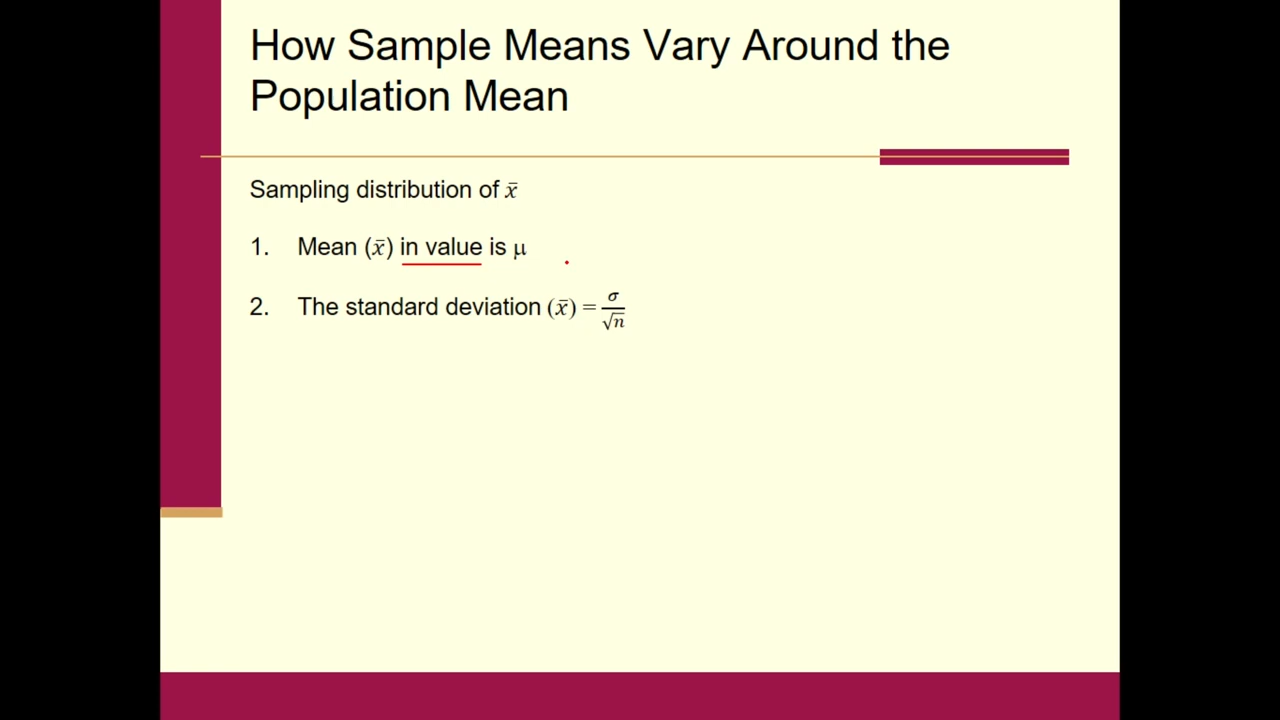 How Sample Means Vary Around the
Population Mean
Sampling distribution of x̄
1. Mean (x̄) in value is μ
2. The standard deviation (x̄) = σ/√n